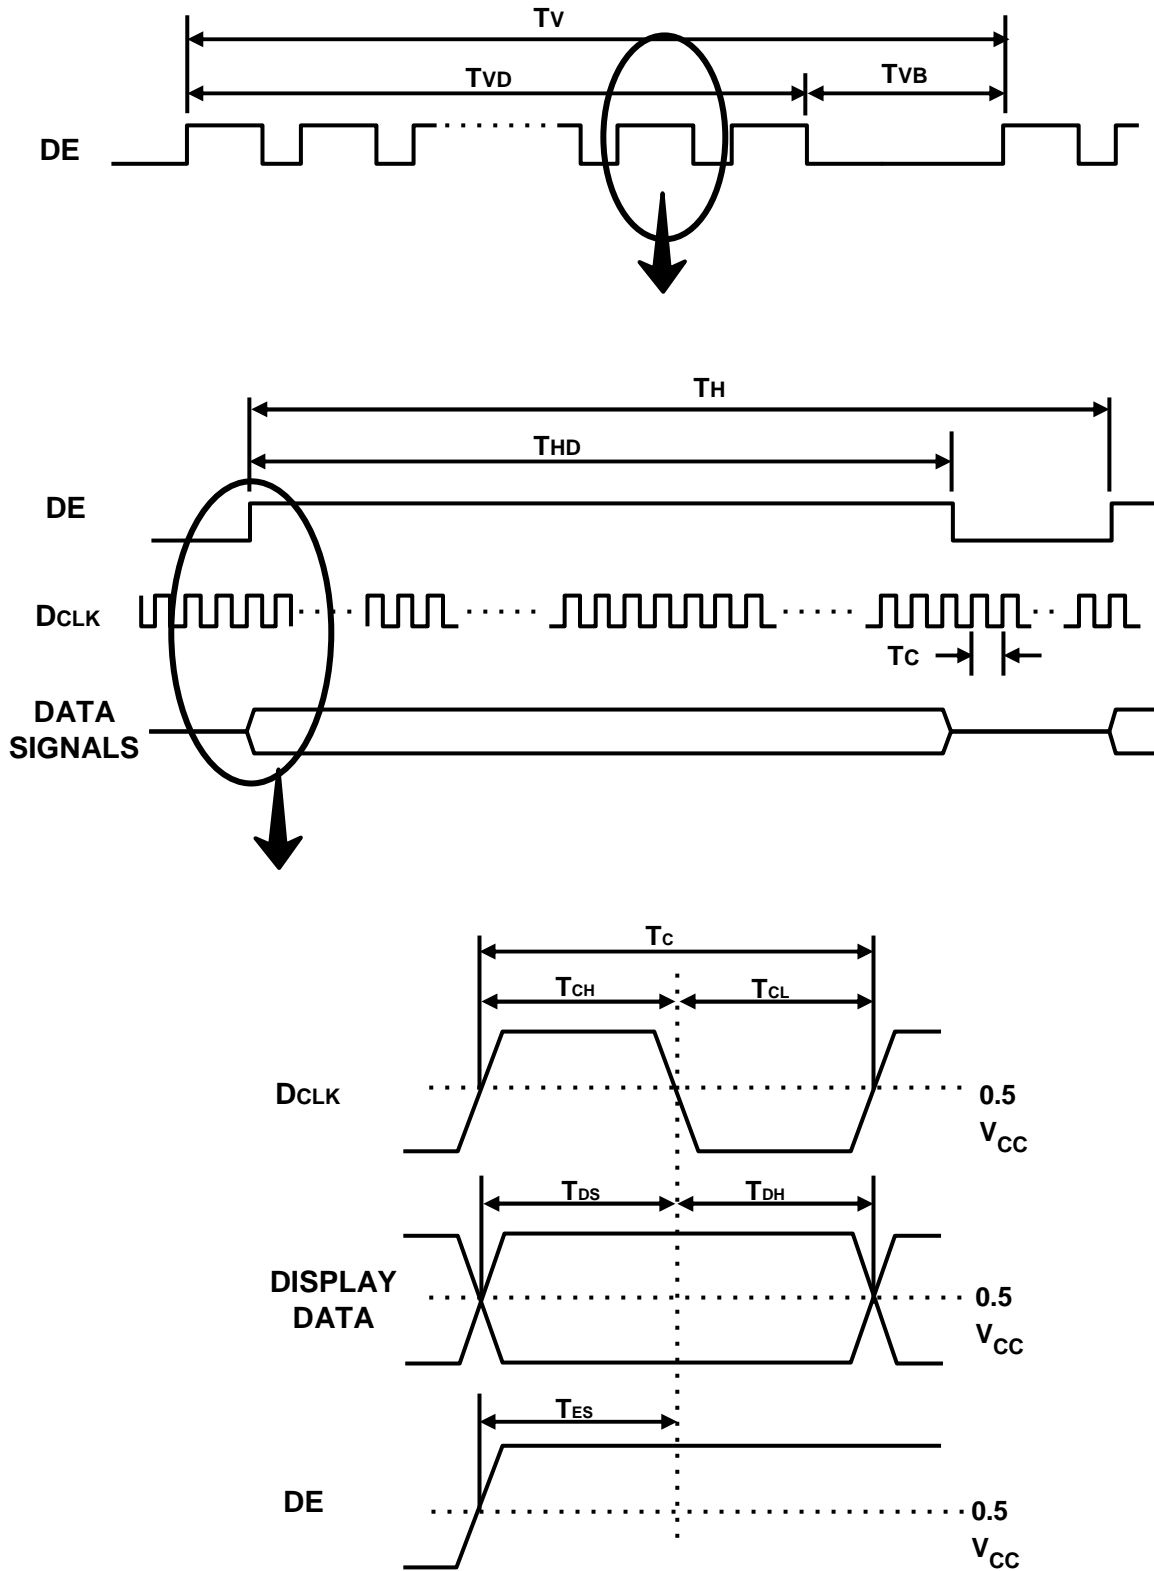 TV
TVD
TVB
DE
TH
THD
DE
DCLK
TC
DATA
SIGNALS
TC
TCH
TCL
DCLK
0.5
VCC
TDS
TDH
DISPLAY
DATA
0.5
VCC
TES
DE
0.5
VCC